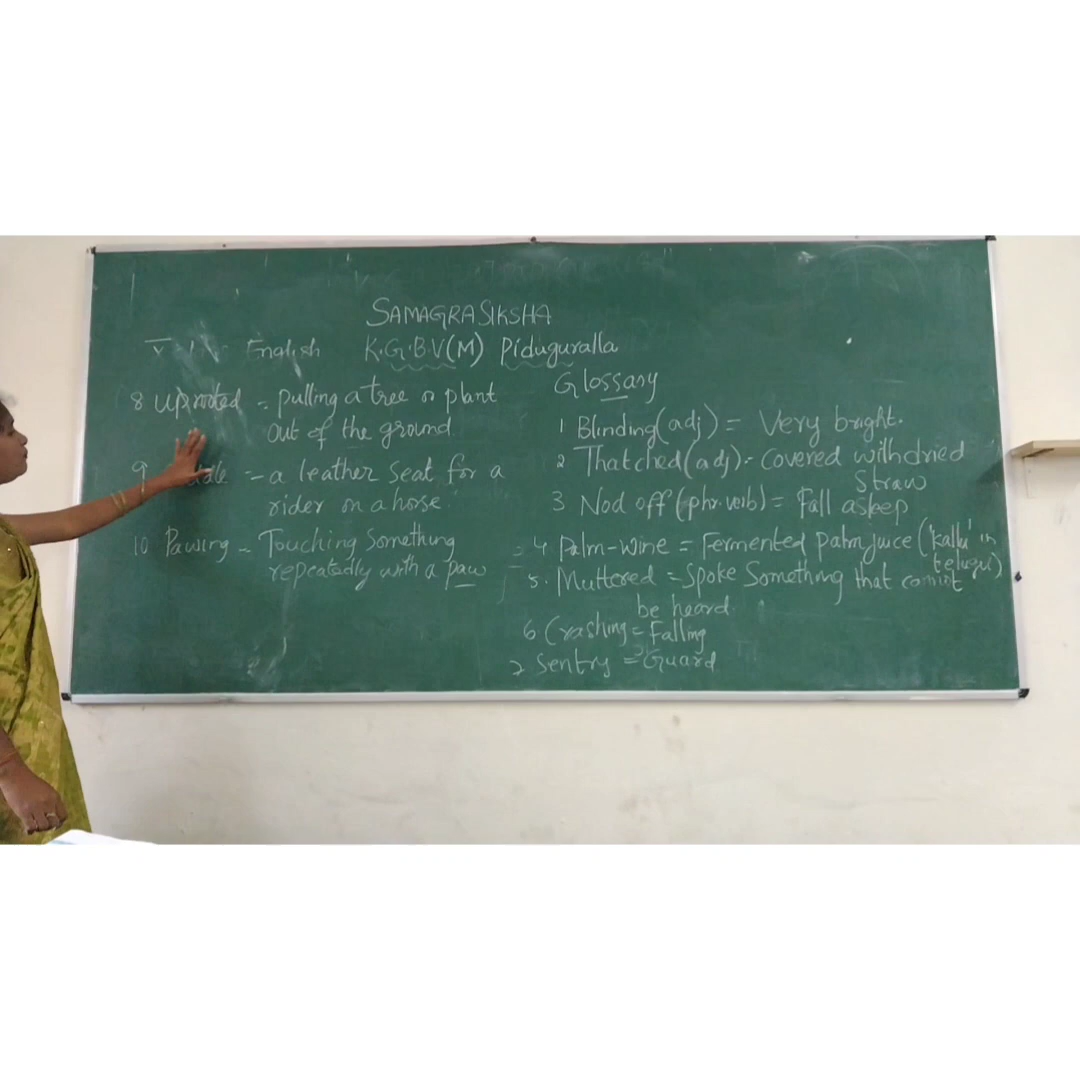 SAMAGRA SIKSHA
English K.G.B.V(M) Piduguralla
8 uprooted = pulling a tree or plant
out of the ground.
9 = a leather seat for a
rider on a horse.
10 Pawing = Touching Something
repeatedly with a paw
Glossary
1 Blinding (adj) = Very bright.
2 Thatched (adj) = Covered with dried
Straw
3 Nod off (phr. verb) = Fall asleep
4 Palm-wine = Fermented palm juice ('kallu' in
telugu)
5. Muttered = Spoke Something that cannot
be heard.
6 Crashing = Falling
7 Sentry = Guard